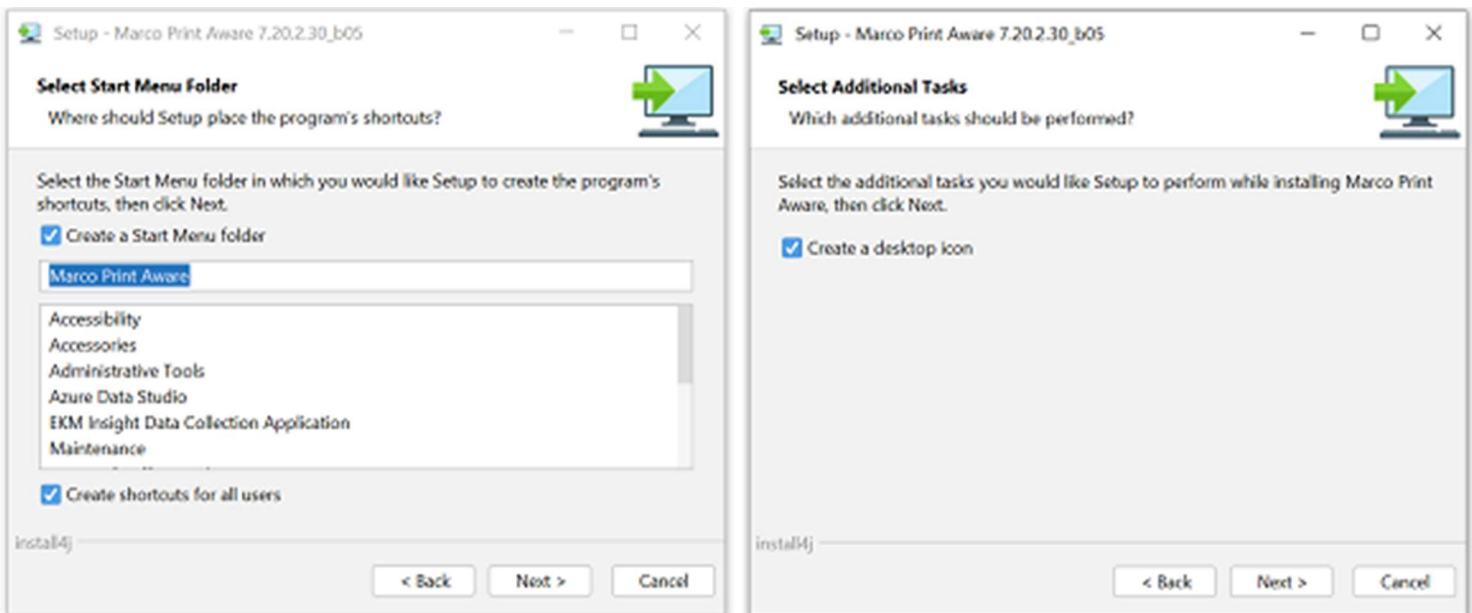 Setup - Marco Print Aware 7.20.2.30_b05
Select Start Menu Folder
Where should Setup place the program's shortcuts?
Select the Start Menu folder in which you would like Setup to create the program's
shortcuts, then click Next.
Create a Start Menu folder
Marco Print Aware
Accessibility
Accessories
Administrative Tools
Azure Data Studio
EKM Insight Data Collection Application
Maintenance
Create shortcuts for all users
install4j
< Back
Next >
Cancel
Setup - Marco Print Aware 7.20.2.30_b05
Select Additional Tasks
Which additional tasks should be performed?
Select the additional tasks you would like Setup to perform while installing Marco Print
Aware, then click Next.
Create a desktop icon
install4j
< Back
Next >
Cancel